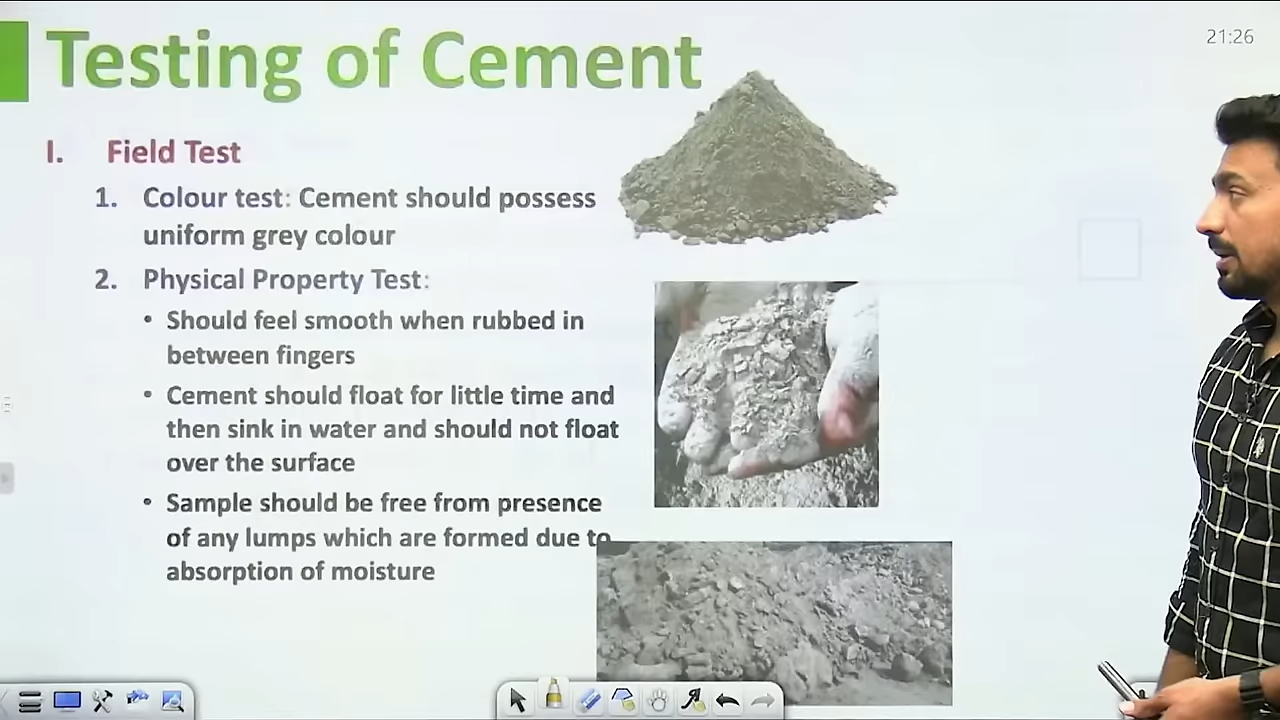 Testing of Cement
21:26
I. Field Test
1. Colour test: Cement should possess
uniform grey colour
2. Physical Property Test:
• Should feel smooth when rubbed in
between fingers
• Cement should float for little time and
then sink in water and should not float
over the surface
• Sample should be free from presence
of any lumps which are formed due to
absorption of moisture